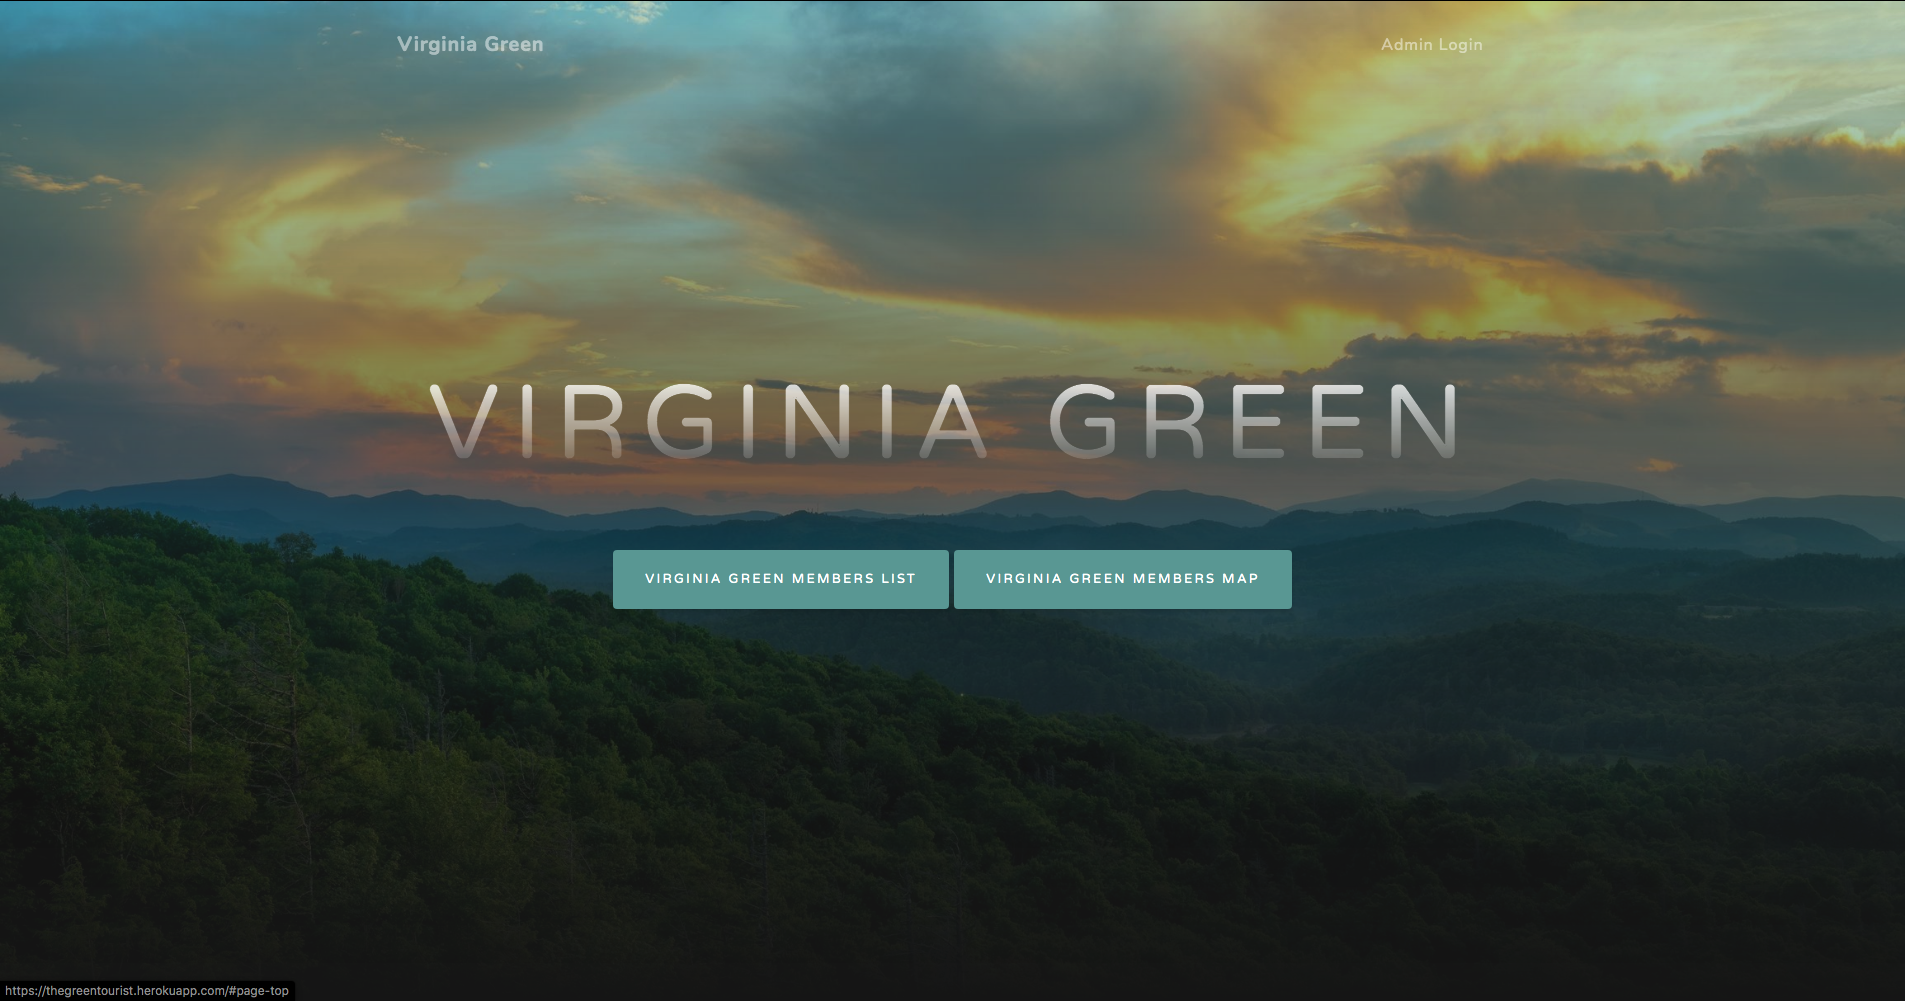 Virginia Green
Admin Login
VIRGINIA GREEN
VIRGINIA GREEN MEMBERS LIST
VIRGINIA GREEN MEMBERS MAP
https://thegreentourist.herokuapp.com/#page-top